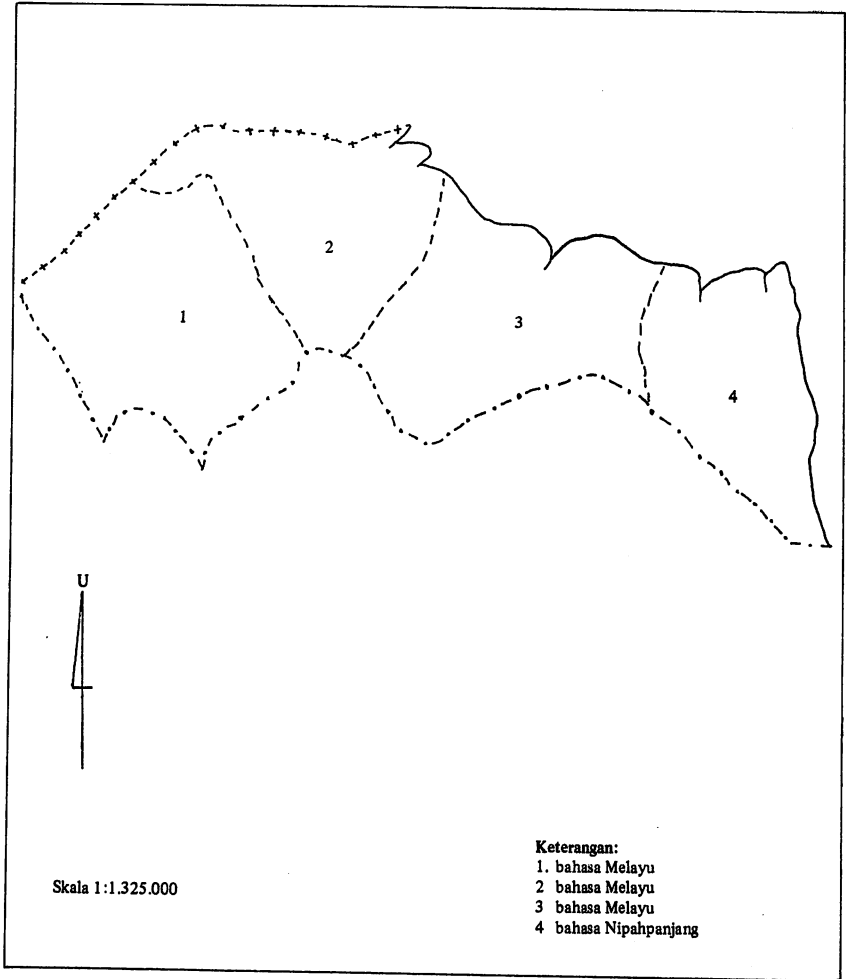 2
1
3
4
U
Skala 1:1.325.000
Keterangan:
1. bahasa Melayu
2 bahasa Melayu
3 bahasa Melayu
4 bahasa Nipahpanjang